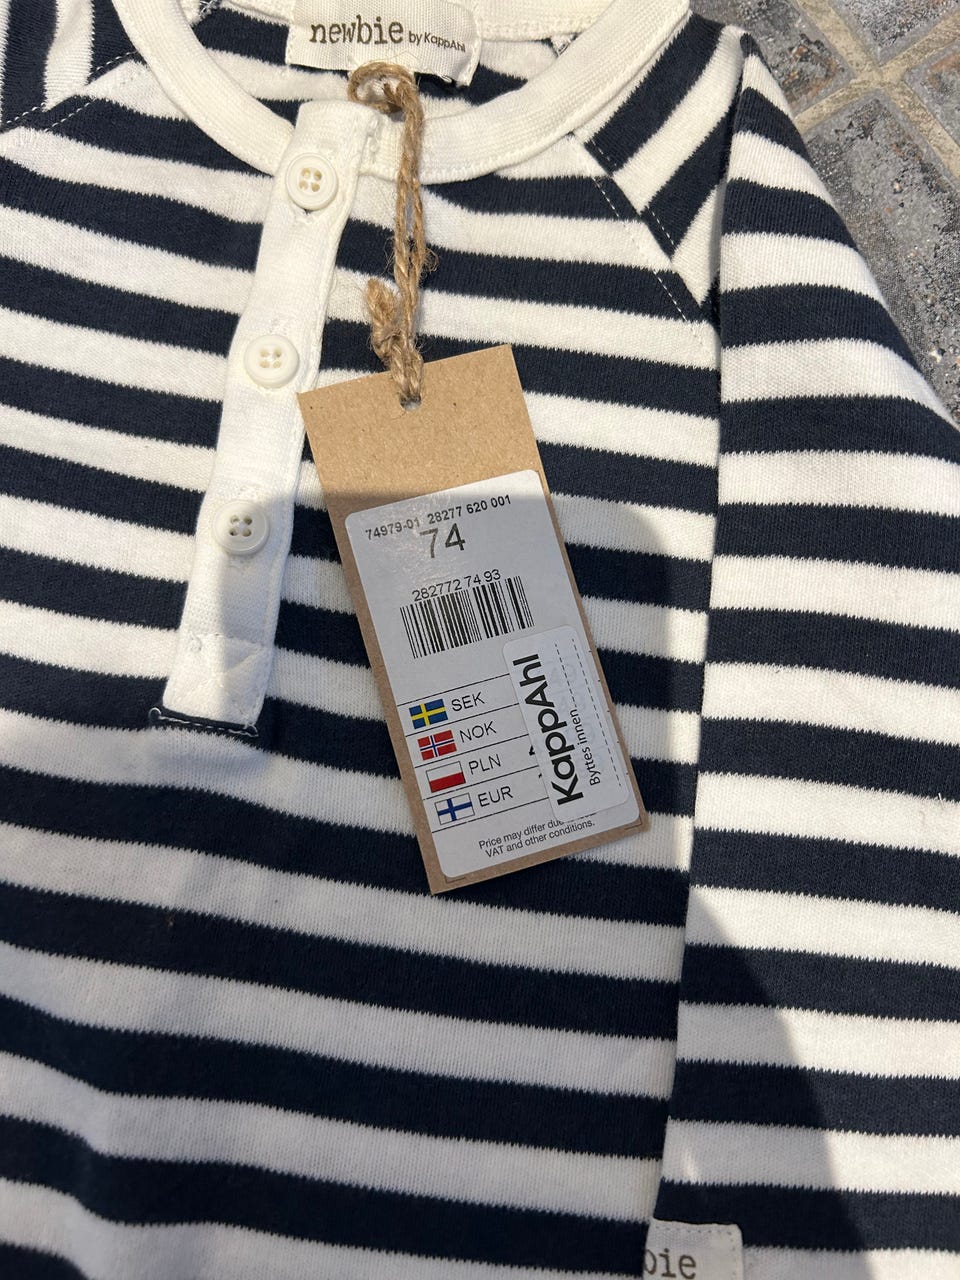 newbie by KappAhl
74979-01 28277 620 001
74
282772 74 93
SEK
NOK
PLN
EUR
KappAhl
Byttes innen
Price may differ due
VAT and other conditions.
bie